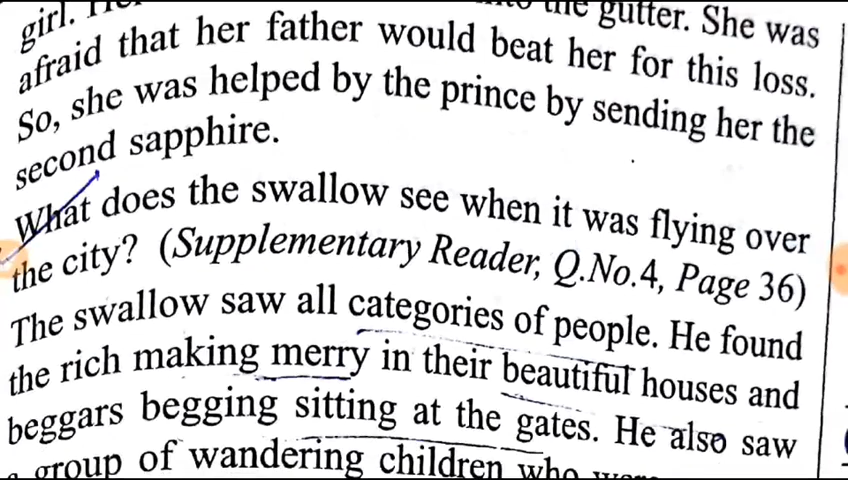 girl. the gutter. She was
afraid that her father would beat her for this loss.
So, she was helped by the prince by sending her the
second sapphire.
What does the swallow see when it was flying over
the city? (Supplementary Reader, Q.No.4, Page 36)
The swallow saw all categories of people. He found
the rich making merry in their beautiful houses and
beggars begging sitting at the gates. He also saw
group of wandering children who